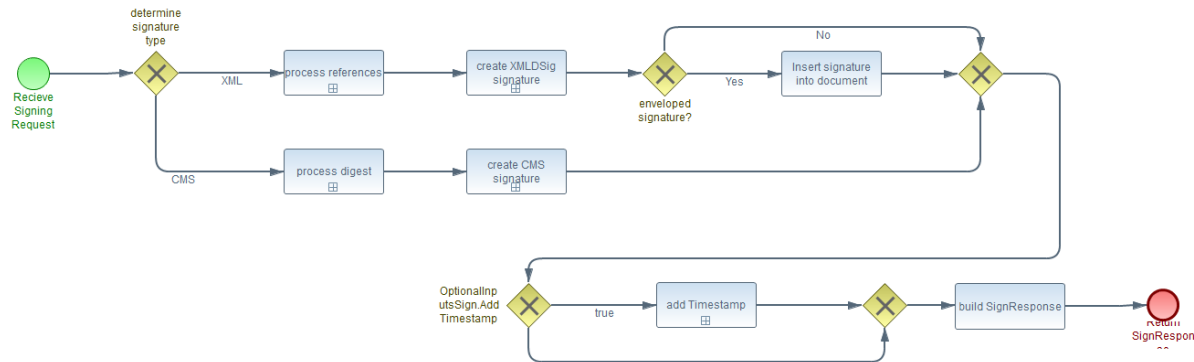 determine
signature
type
No
process references
create XMLDSig
signature
Insert signature
into document
XML
Yes
Recieve
Signing
Request
enveloped
signature?
process digest
create CMS
signature
CMS
OptionalInp
utsSign.Add
Timestamp
true
add Timestamp
build SignResponse
Return
SignRespon